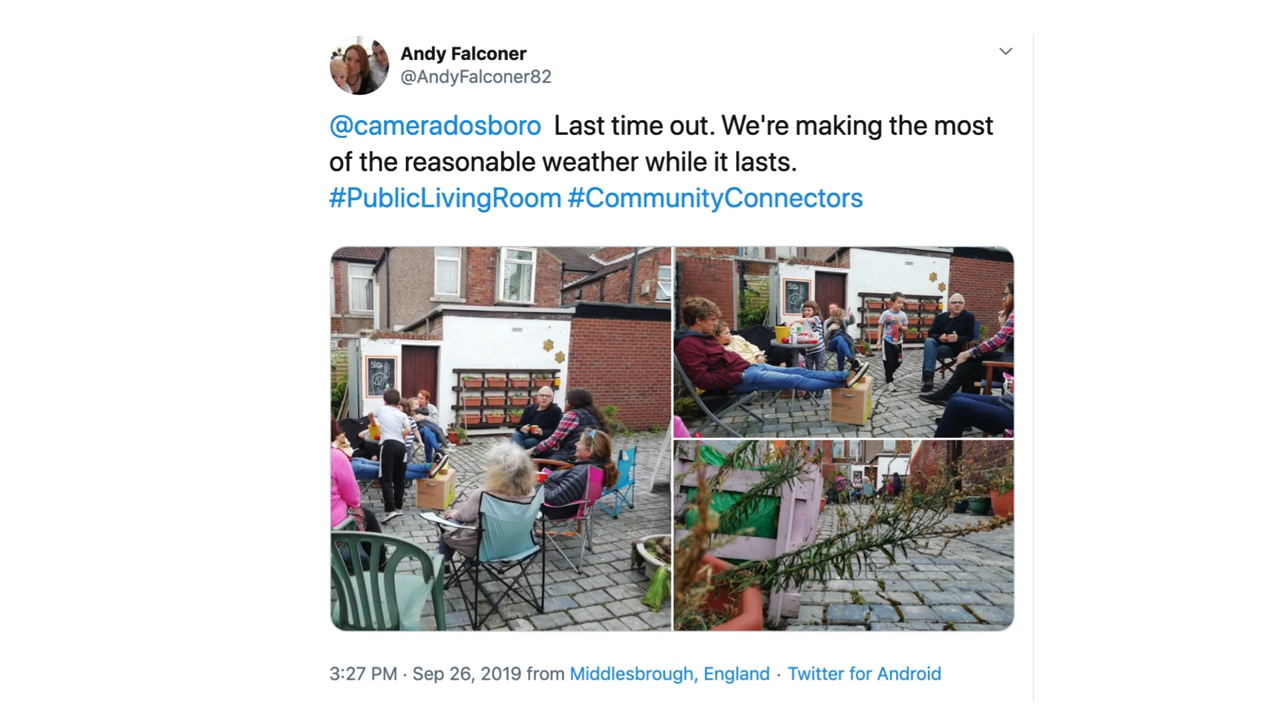 Andy Falconer
@AndyFalconer82
@cameradosboro Last time out. We're making the most
of the reasonable weather while it lasts.
#PublicLivingRoom #CommunityConnectors
3:27 PM · Sep 26, 2019 from Middlesbrough, England · Twitter for Android